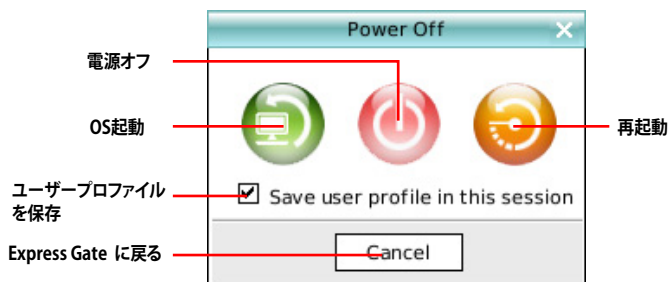 Power Off
電源オフ
OS起動
再起動
ユーザープロファイル
を保存
Save user profile in this session
Express Gate に戻る
Cancel